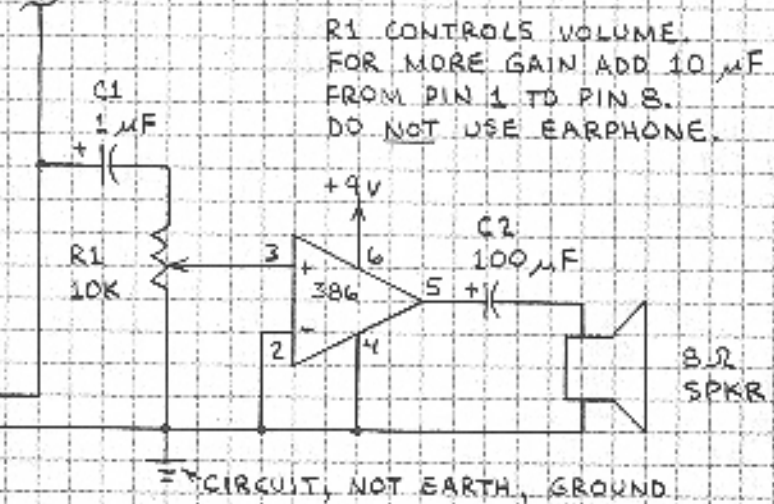 R1 CONTROLS VOLUME.
FOR MORE GAIN ADD 10 μF
FROM PIN 1 TO PIN 8.
DO NOT USE EARPHONE.
C1
1 μF
+
+9V
C2
100 μF
R1
10K
3
6
+
386
5
+
-
2
4
8Ω
SPKR
CIRCUIT, NOT EARTH, GROUND